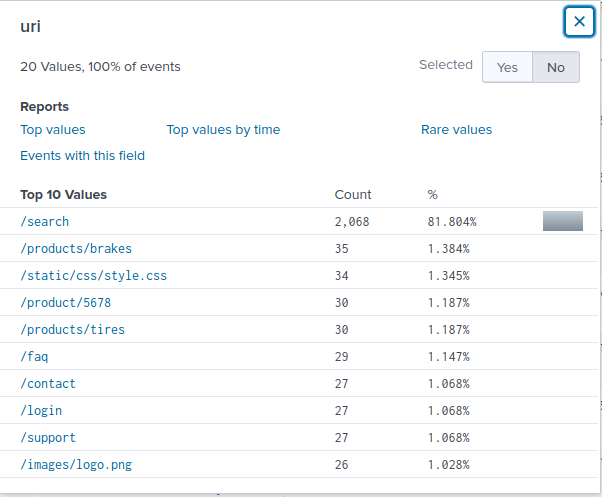 uri
20 Values, 100% of events
Selected Yes No
Reports
Top values Top values by time Rare values
Events with this field
Top 10 Values Count %
/search 2,068 81.804%
/products/brakes 35 1.384%
/static/css/style.css 34 1.345%
/product/5678 30 1.187%
/products/tires 30 1.187%
/faq 29 1.147%
/contact 27 1.068%
/login 27 1.068%
/support 27 1.068%
/images/logo.png 26 1.028%